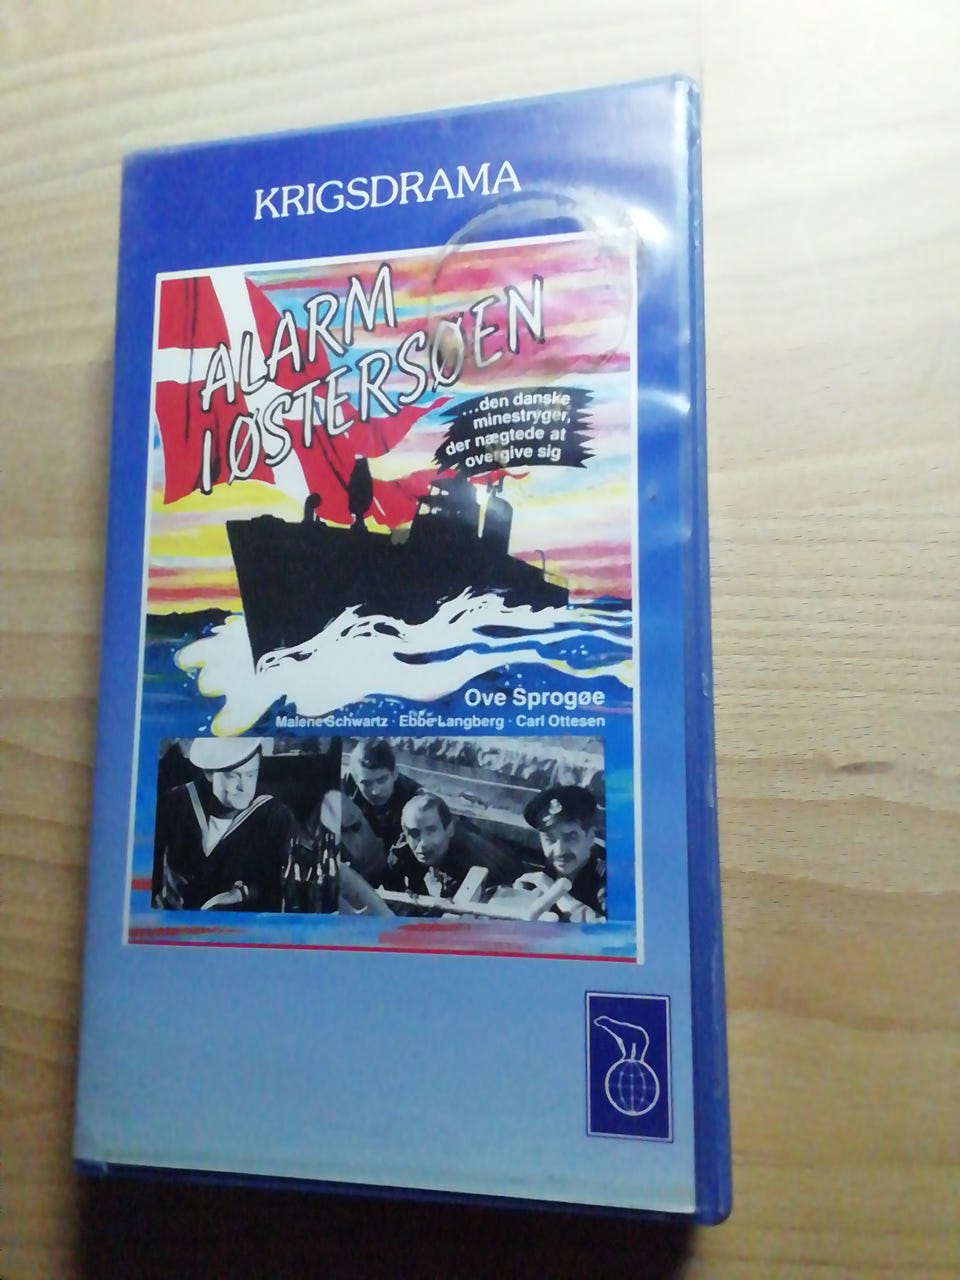 KRIGSDRAMA
ALARM
I ØSTERSØEN
...den danske
minestryger,
der nægtede at
overgive sig
Ove Sprogøe
Malene Schwartz · Ebbe Langberg · Carl Ottesen